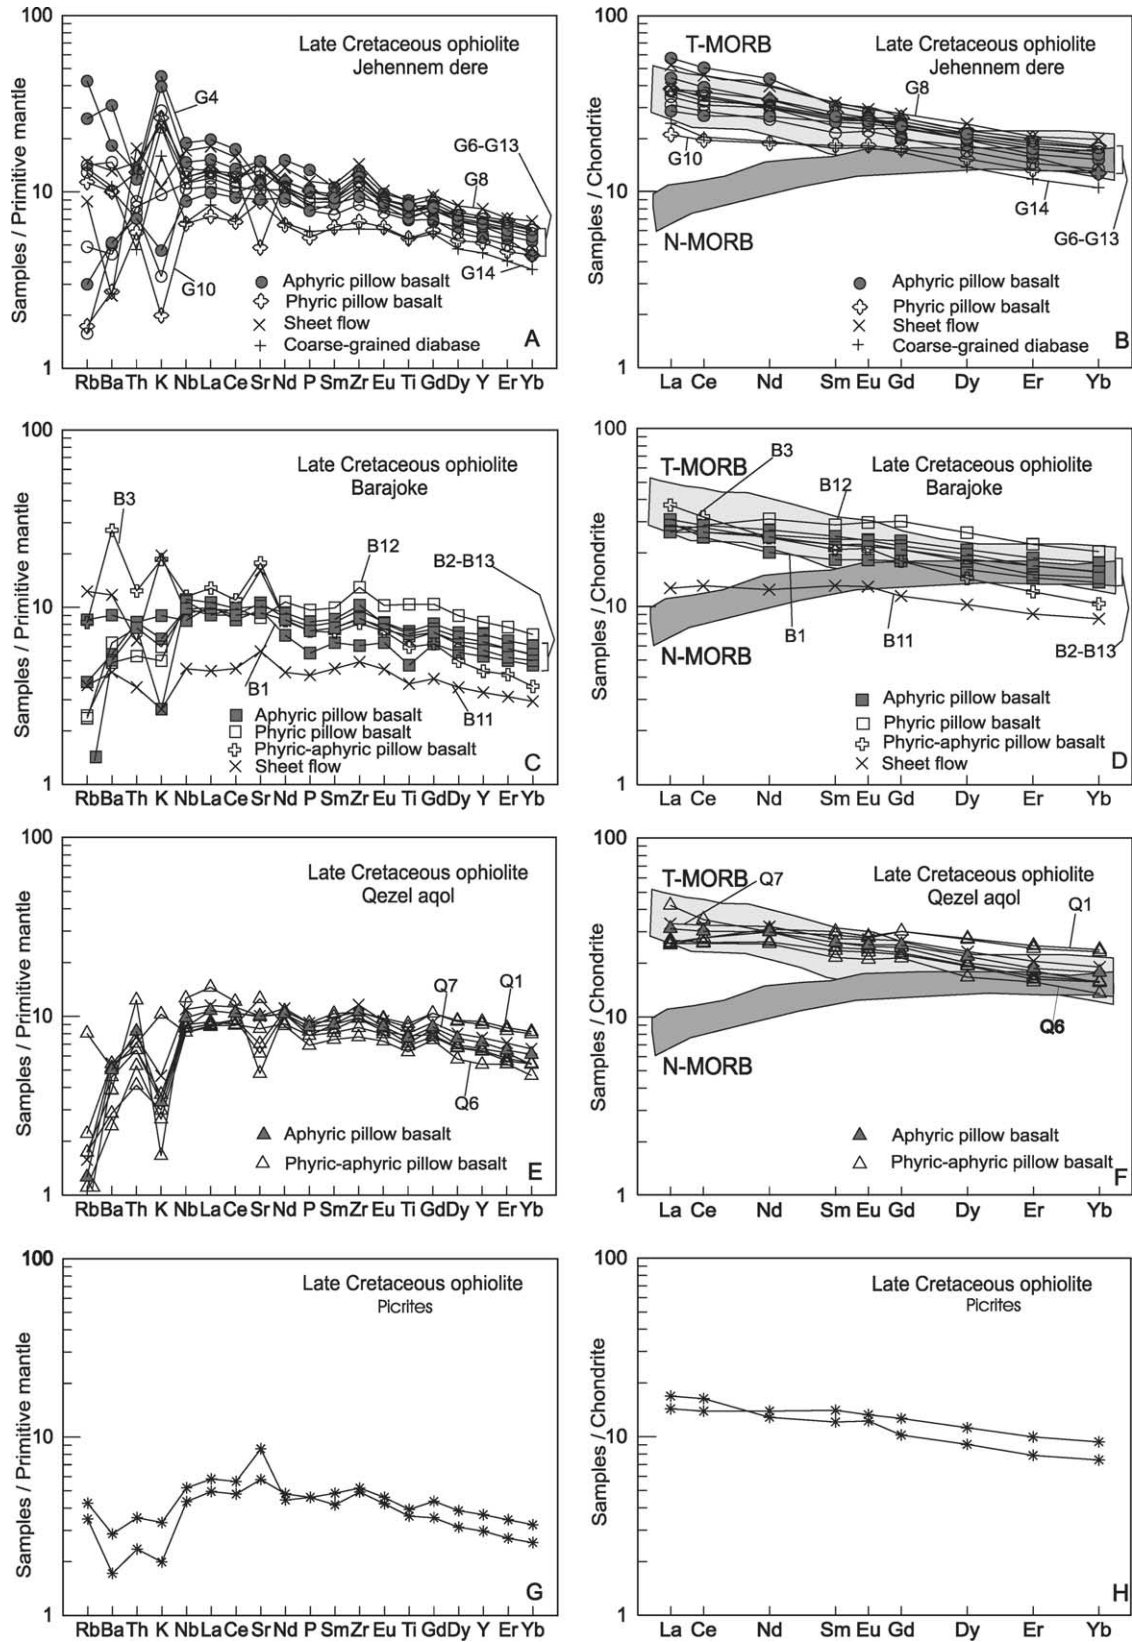 100
Late Cretaceous ophiolite
Jehennem dere
G4
G6-G13
10
G8
G14
G10
Aphyric pillow basalt
Phyric pillow basalt
Sheet flow
Coarse-grained diabase
A
1
Samples / Primitive mantle
Rb Ba Th K Nb La Ce Sr Nd P Sm Zr Eu Ti Gd Dy Y Er Yb
100
T-MORB
Late Cretaceous ophiolite
Jehennem dere
G8
G10
10
G14
N-MORB
G6-G13
Aphyric pillow basalt
Phyric pillow basalt
Sheet flow
Coarse-grained diabase
B
1
Samples / Chondrite
La Ce Nd Sm Eu Gd Dy Er Yb
100
Late Cretaceous ophiolite
Barajoke
B3
B12
B2-B13
10
B1
B11
Aphyric pillow basalt
Phyric pillow basalt
Phyric-aphyric pillow basalt
Sheet flow
C
1
Samples / Primitive mantle
Rb Ba Th K Nb La Ce Sr Nd P Sm Zr Eu Ti Gd Dy Y Er Yb
100
T-MORB
B3
Late Cretaceous ophiolite
Barajoke
B12
10
B1
B11
N-MORB
B2-B13
Aphyric pillow basalt
Phyric pillow basalt
Phyric-aphyric pillow basalt
Sheet flow
D
1
Samples / Chondrite
La Ce Nd Sm Eu Gd Dy Er Yb
100
Late Cretaceous ophiolite
Qezel aqol
Q7
Q1
10
Q6
Aphyric pillow basalt
Phyric-aphyric pillow basalt
E
1
Samples / Primitive mantle
Rb Ba Th K Nb La Ce Sr Nd P Sm Zr Eu Ti Gd Dy Y Er Yb
100
T-MORB
Q7
Late Cretaceous ophiolite
Qezel aqol
Q1
10
Q6
N-MORB
Aphyric pillow basalt
Phyric-aphyric pillow basalt
F
1
Samples / Chondrite
La Ce Nd Sm Eu Gd Dy Er Yb
100
Late Cretaceous ophiolite
Picrites
10
G
1
Samples / Primitive mantle
Rb Ba Th K Nb La Ce Sr Nd P Sm Zr Eu Ti Gd Dy Y Er Yb
100
Late Cretaceous ophiolite
Picrites
10
H
1
Samples / Chondrite
La Ce Nd Sm Eu Gd Dy Er Yb